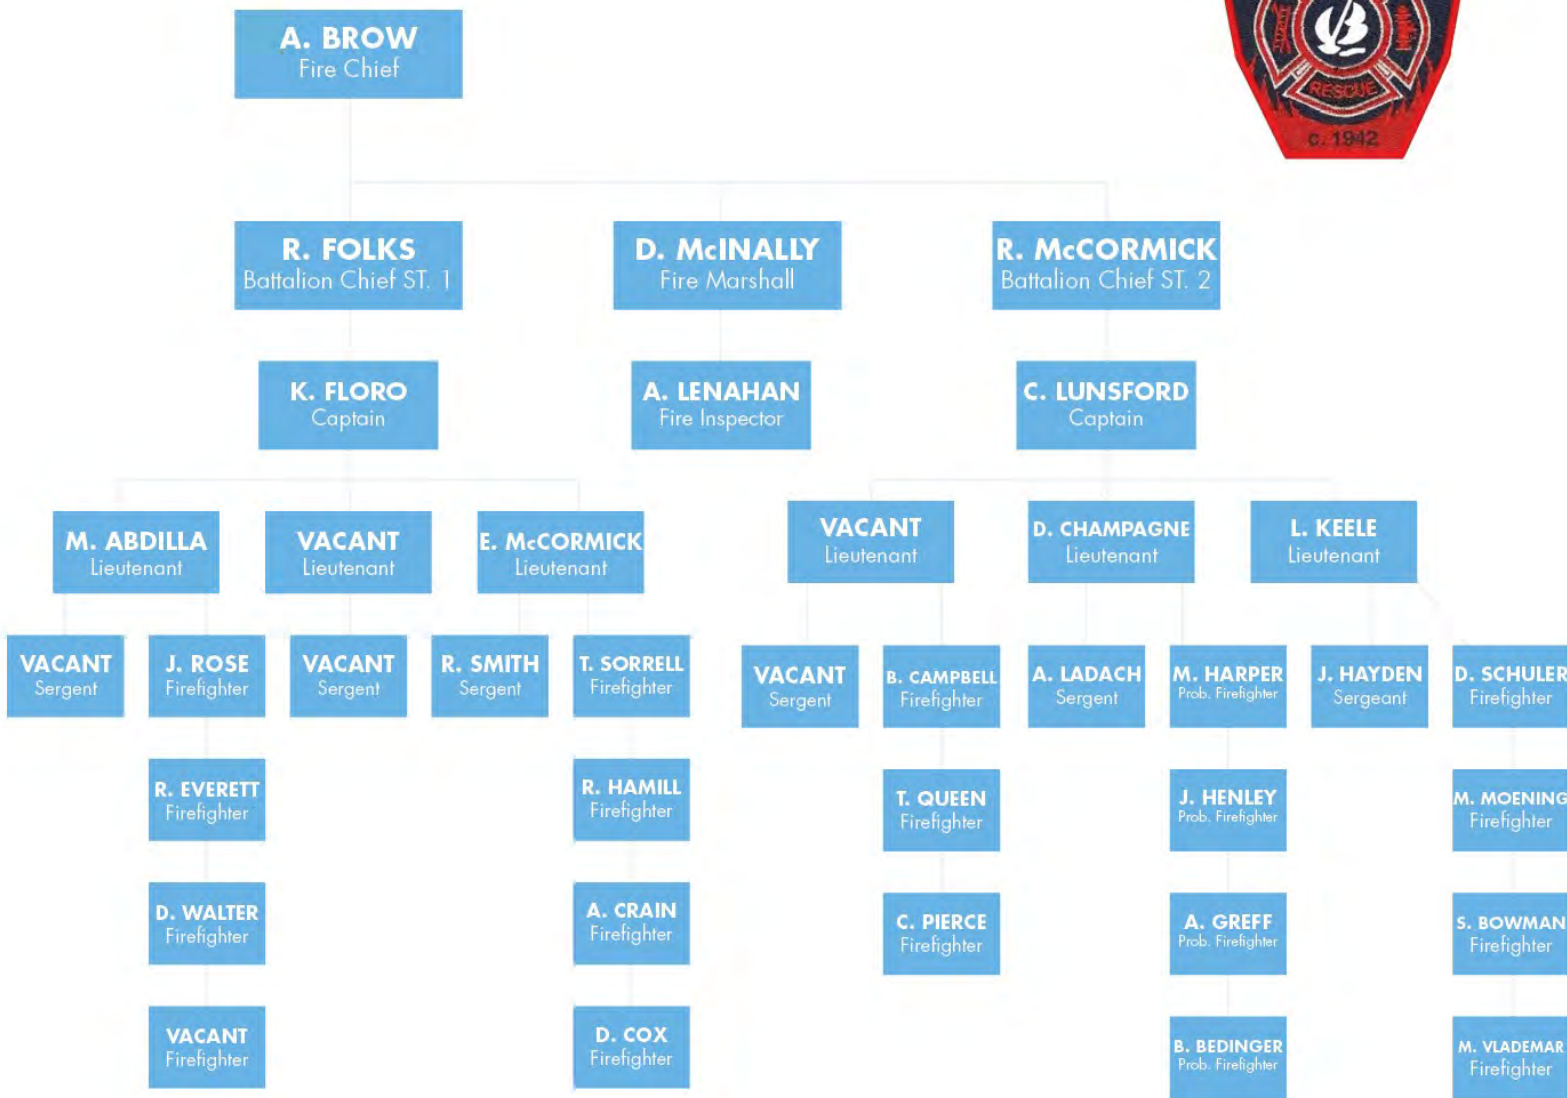 A. BROW
Fire Chief
RESCUE
c. 1942
R. FOLKS
Battalion Chief ST. 1
D. McINALLY
Fire Marshall
R. McCORMICK
Battalion Chief ST. 2
K. FLORO
Captain
A. LENAHAN
Fire Inspector
C. LUNSFORD
Captain
M. ABDILLA
Lieutenant
VACANT
Lieutenant
E. McCORMICK
Lieutenant
VACANT
Lieutenant
D. CHAMPAGNE
Lieutenant
L. KEELE
Lieutenant
VACANT
Sergent
J. ROSE
Firefighter
VACANT
Sergent
R. SMITH
Sergent
T. SORRELL
Firefighter
VACANT
Sergent
B. CAMPBELL
Firefighter
A. LADACH
Sergent
M. HARPER
Prob. Firefighter
J. HAYDEN
Sergeant
D. SCHULER
Firefighter
R. EVERETT
Firefighter
R. HAMILL
Firefighter
T. QUEEN
Firefighter
J. HENLEY
Prob. Firefighter
M. MOENING
Firefighter
D. WALTER
Firefighter
A. CRAIN
Firefighter
C. PIERCE
Firefighter
A. GREFF
Prob. Firefighter
S. BOWMAN
Firefighter
VACANT
Firefighter
D. COX
Firefighter
B. BEDINGER
Prob. Firefighter
M. VLADEMAR
Firefighter